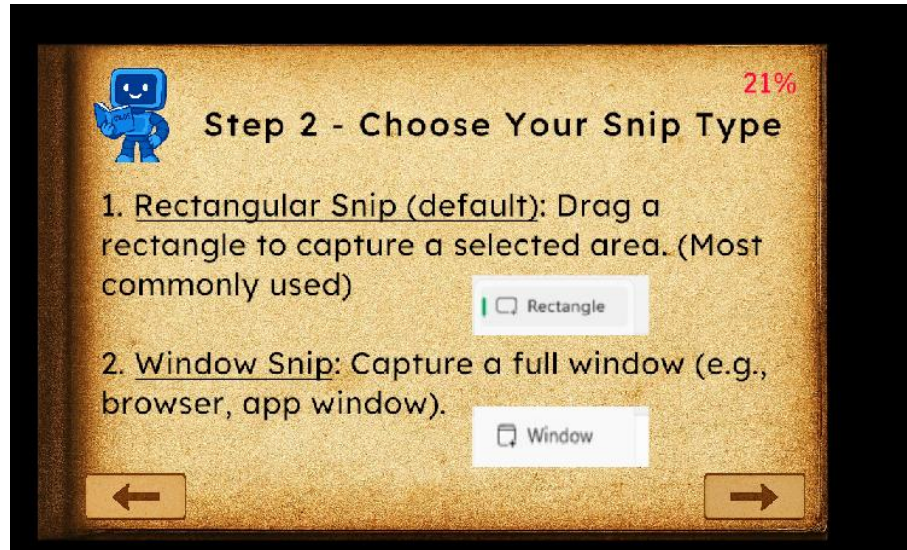 21%
Step 2 - Choose Your Snip Type
1. Rectangular Snip (default): Drag a
rectangle to capture a selected area. (Most
commonly used)
Rectangle
2. Window Snip: Capture a full window (e.g.,
browser, app window).
Window